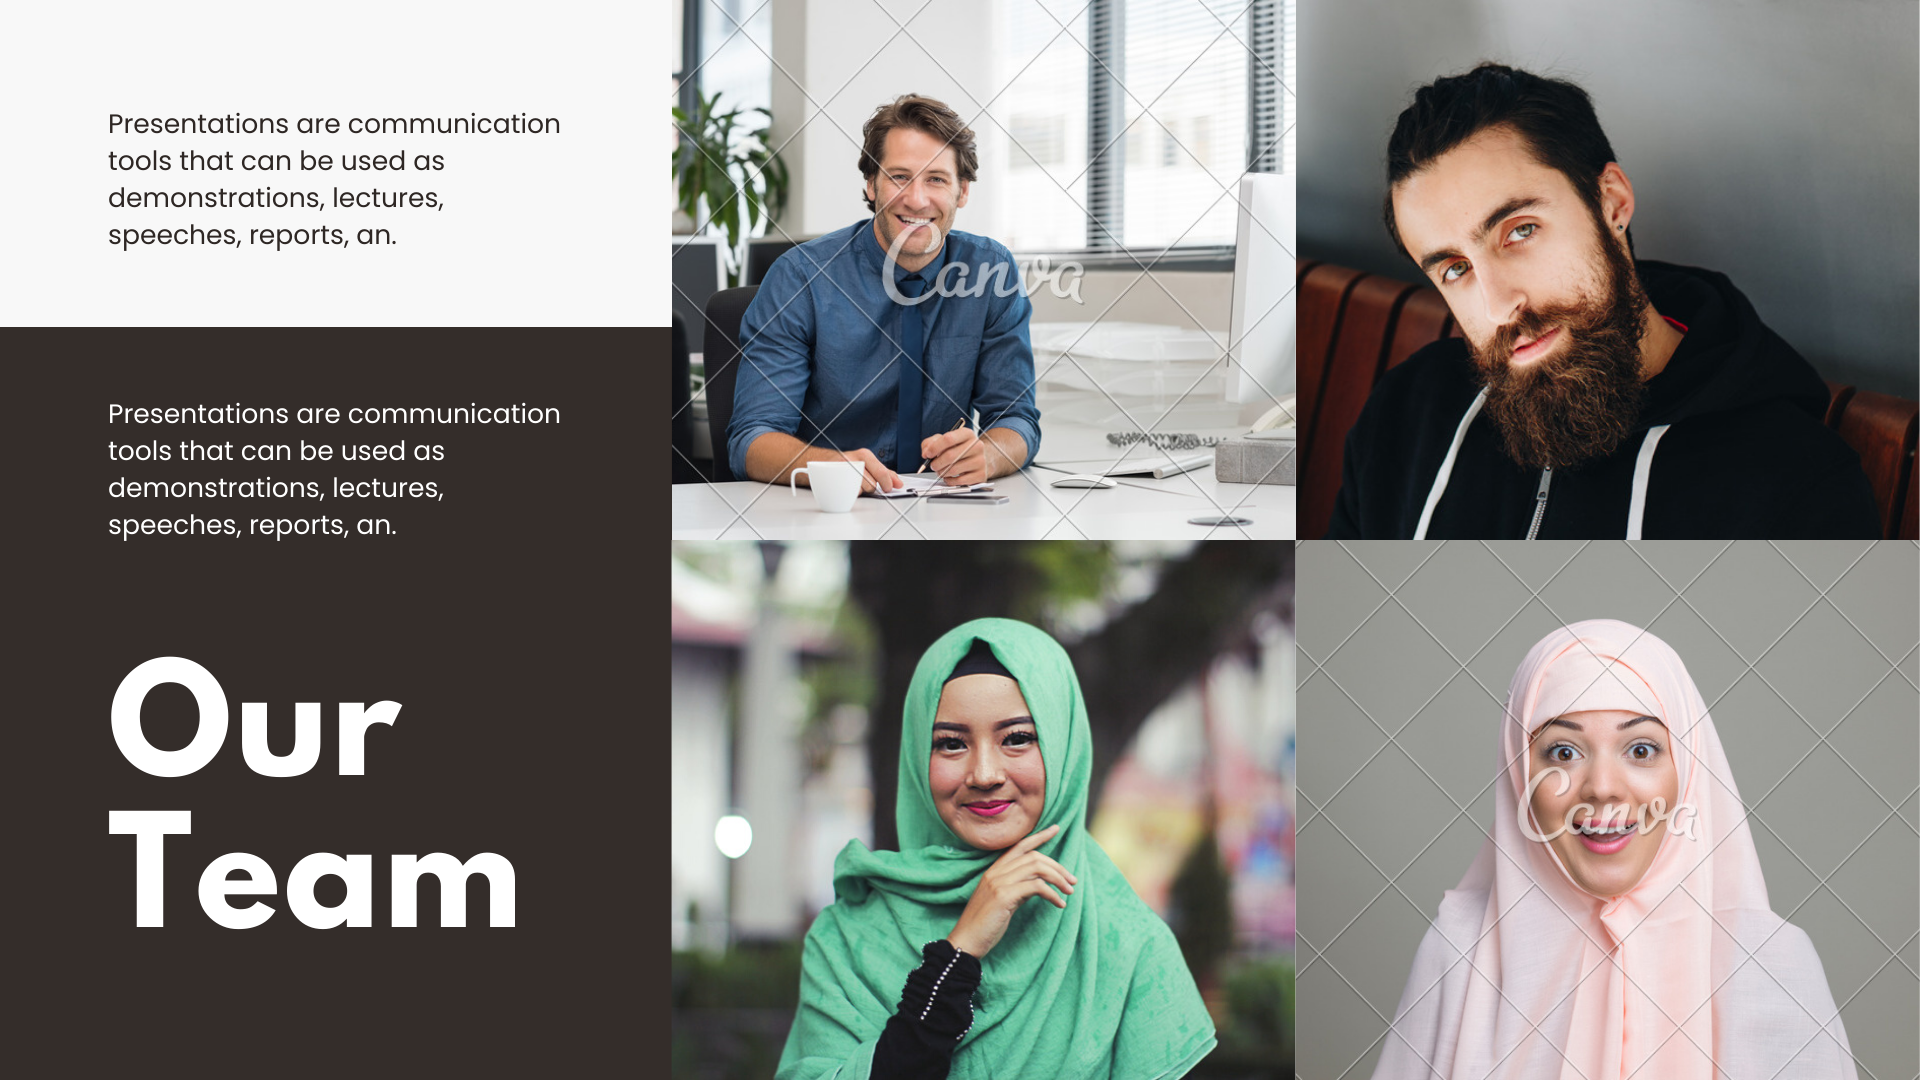 Presentations are communication
tools that can be used as
demonstrations, lectures,
speeches, reports, an.
Presentations are communication
tools that can be used as
demonstrations, lectures,
speeches, reports, an.
Our
Team
Canva
Canva